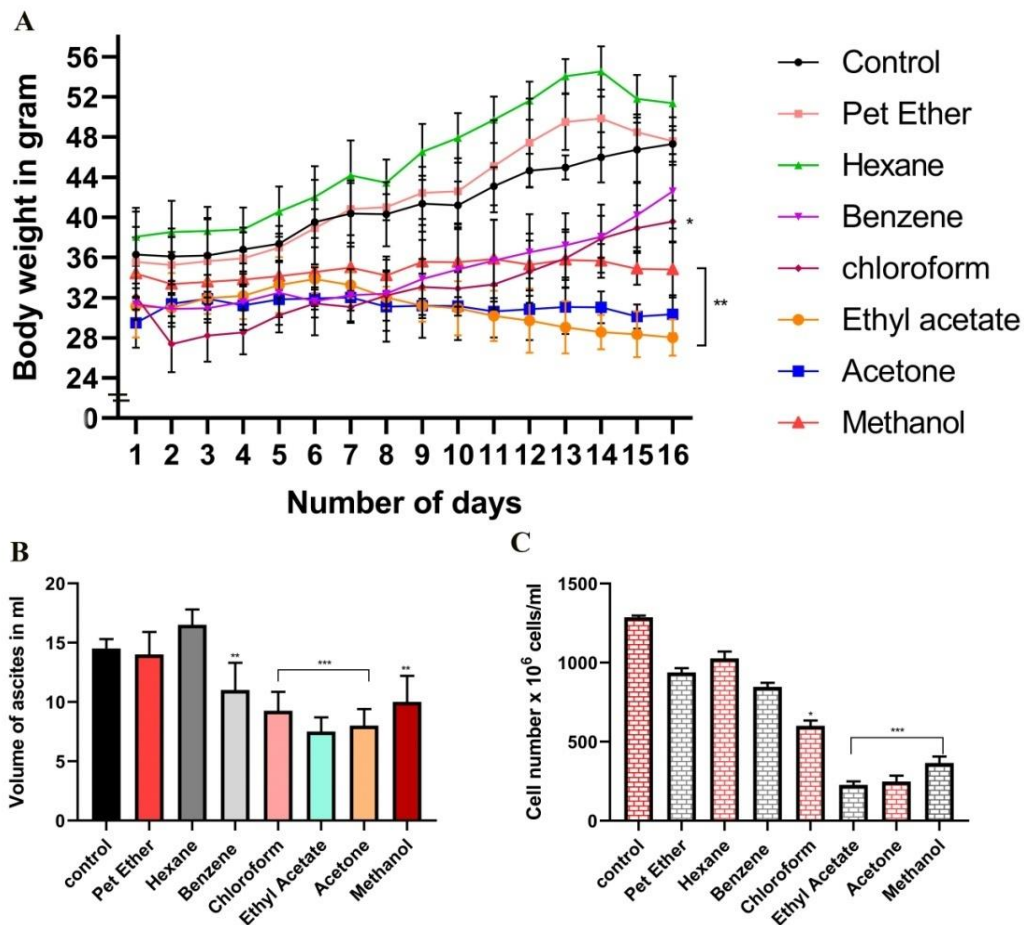 A
Body weight in gram
56
52
48
44
40
36
32
28
24
0
1 2 3 4 5 6 7 8 9 10 11 12 13 14 15 16
Number of days
*
**
Control
Pet Ether
Hexane
Benzene
chloroform
Ethyl acetate
Acetone
Methanol
B
Volume of ascites in ml
20
15
10
5
0
**
***
**
control
Pet Ether
Hexane
Benzene
Chloroform
Ethyl Acetate
Acetone
Methanol
C
Cell number x 10⁶ cells/ml
1500
1000
500
0
*
***
control
Pet Ether
Hexane
Benzene
Chloroform
Ethyl Acetate
Acetone
Methanol